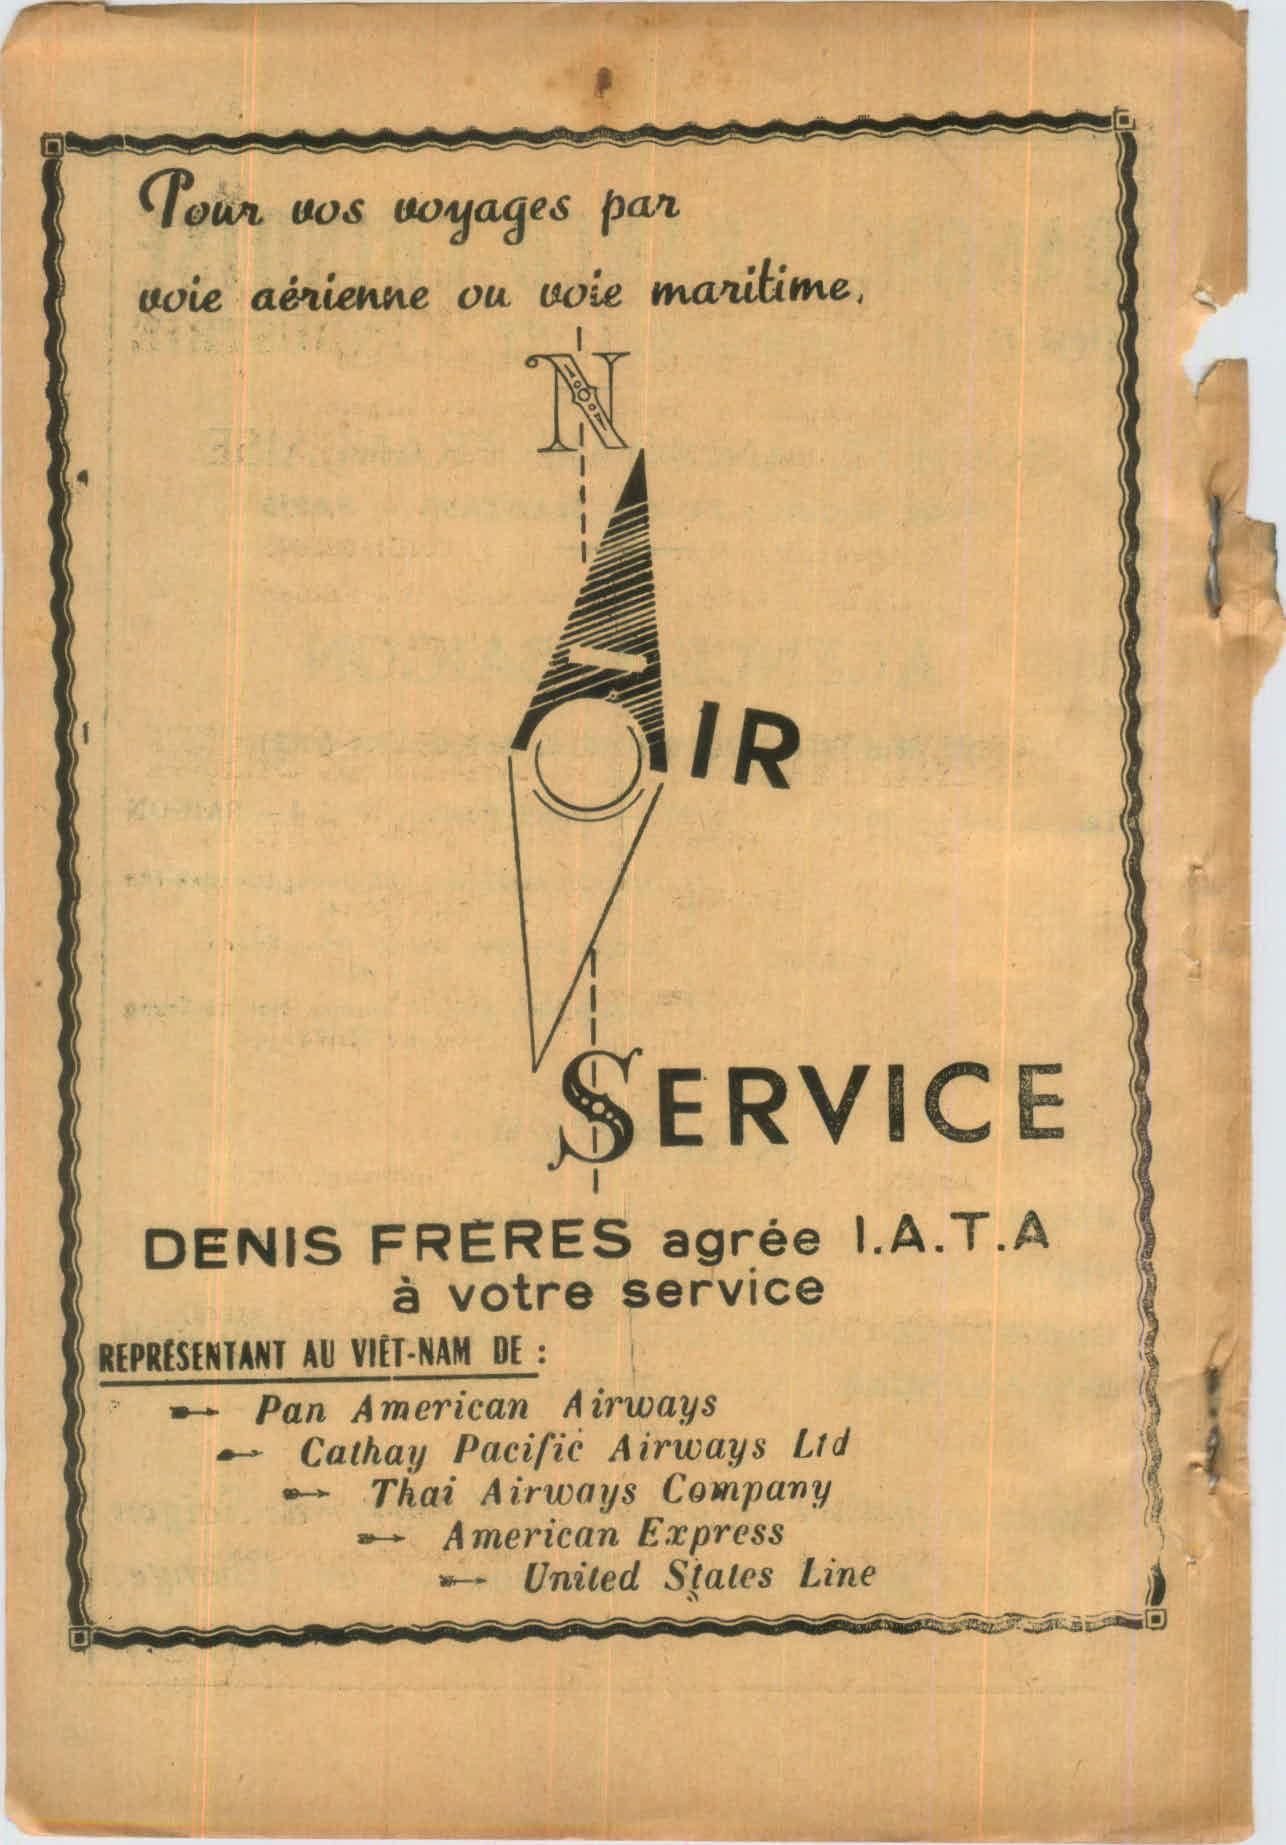 Pour vos voyages par
voie aérienne ou voie maritime,
N
AIR
SERVICE
DENIS FRÈRES agrée I.A.T.A
à votre service
REPRÉSENTANT AU VIÊT-NAM DE :
Pan American Airways
Cathay Pacific Airways Ltd
Thai Airways Company
American Express
United States Line